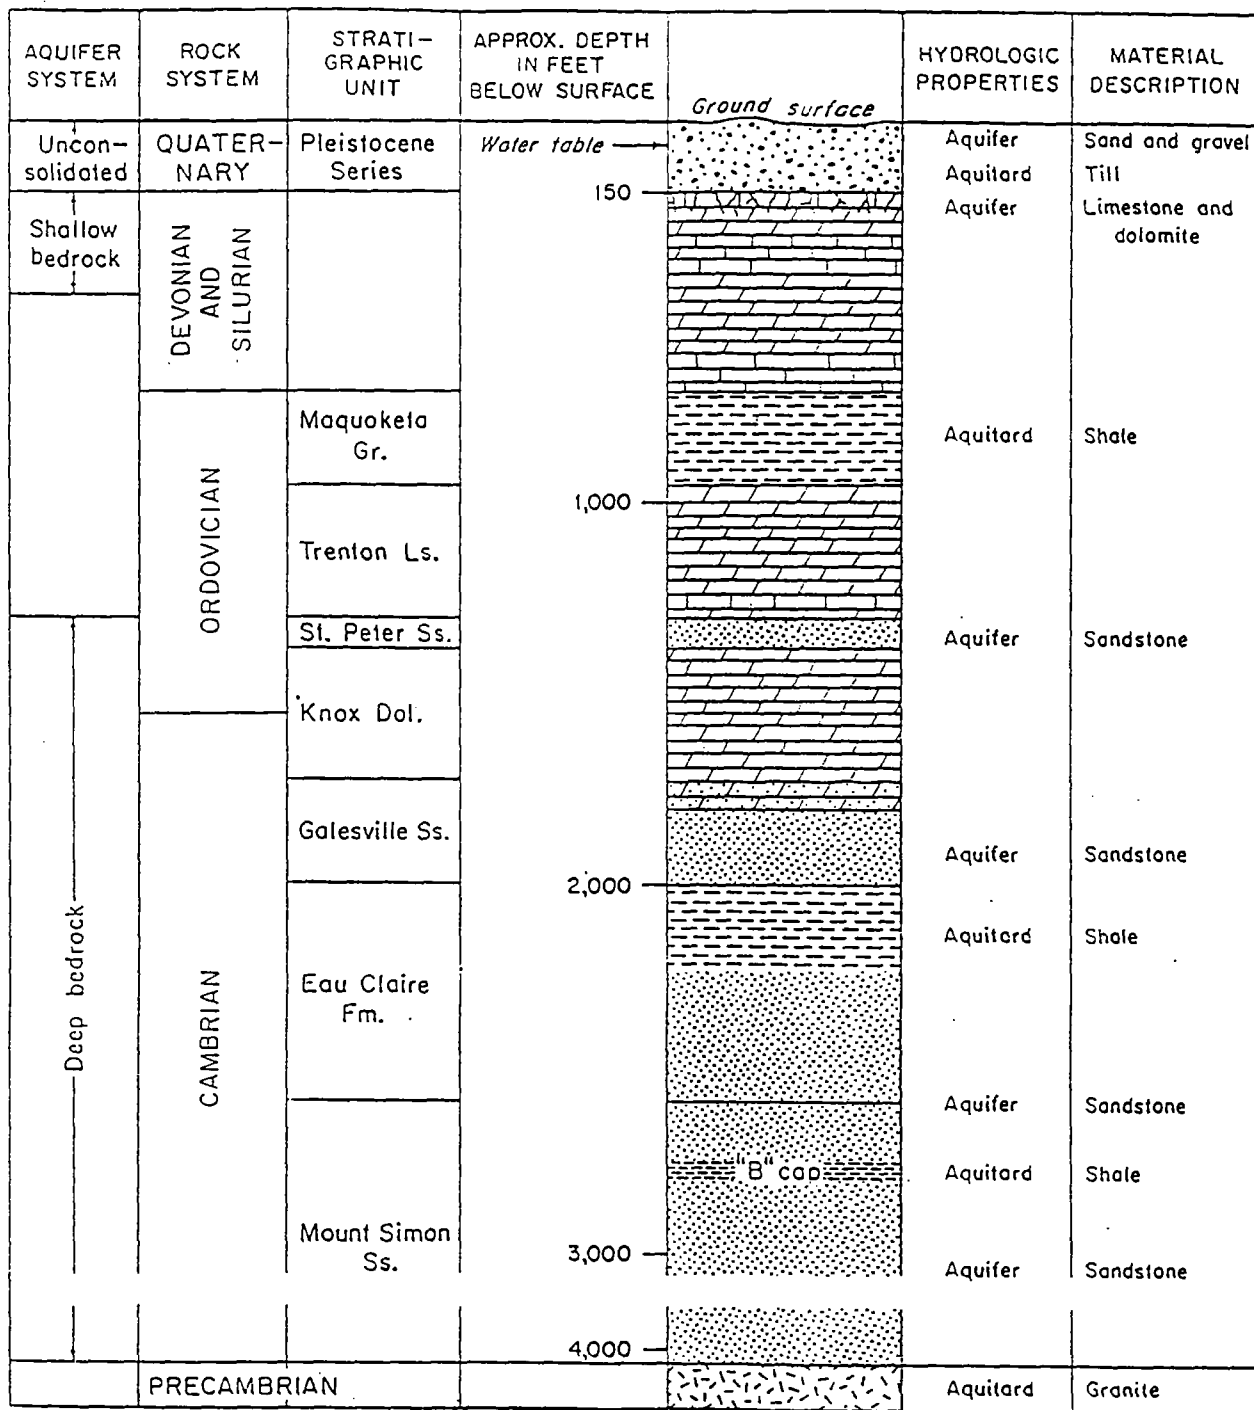 AQUIFER
SYSTEM
ROCK
SYSTEM
STRATI-
GRAPHIC
UNIT
APPROX. DEPTH
IN FEET
BELOW SURFACE
HYDROLOGIC
PROPERTIES
MATERIAL
DESCRIPTION
Ground surface
Uncon-
solidated
QUATER-
NARY
Pleistocene
Series
Water table
Aquifer
Sand and gravel
Aquitard
Till
150
Shallow
bedrock
DEVONIAN
AND
SILURIAN
Aquifer
Limestone and
dolomite
ORDOVICIAN
Maquoketa
Gr.
Aquitard
Shale
1,000
Trenton Ls.
St. Peter Ss.
Aquifer
Sandstone
Knox Dol.
Galesville Ss.
Aquifer
Sandstone
2,000
Deep bedrock
CAMBRIAN
Aquitard
Shale
Eau Claire
Fm.
Aquifer
Sandstone
"B" cap
Aquitard
Shale
Mount Simon
Ss.
3,000
Aquifer
Sandstone
4,000
PRECAMBRIAN
Aquitard
Granite